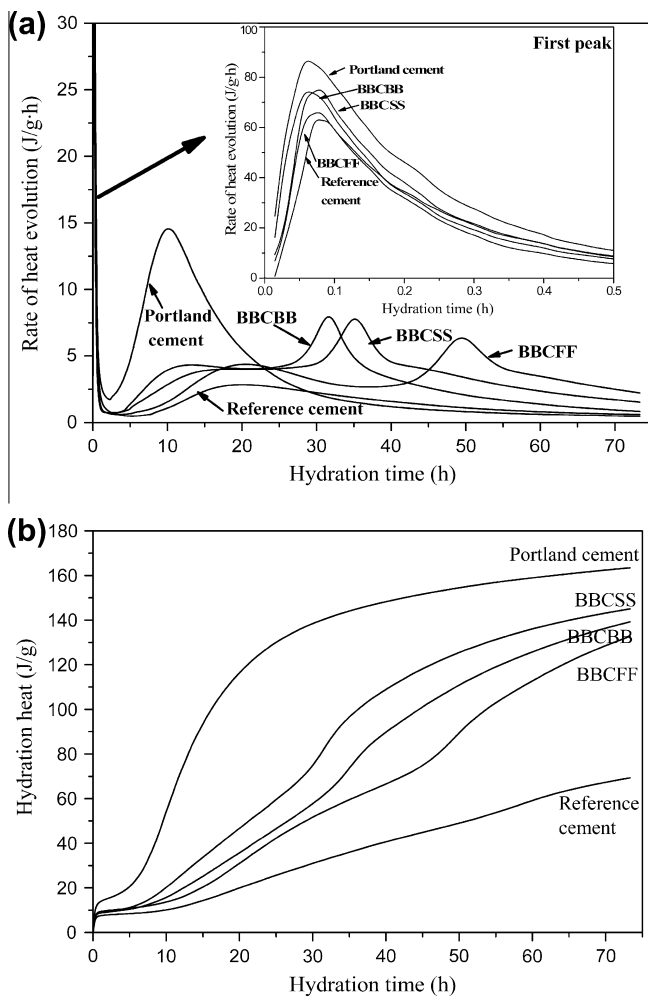 (a)
30
25
20
15
10
5
0
Rate of heat evolution (J/g·h)
0 10 20 30 40 50 60 70
Hydration time (h)
Portland
cement
BBCBB
BBCSS
BBCFF
Reference cement
First peak
100
80
60
40
20
0
Rate of heat evolution (J/g·h)
0.0 0.1 0.2 0.3 0.4 0.5
Hydration time (h)
Portland cement
BBCBB
BBCSS
BBCFF
Reference
cement
(b)
180
160
140
120
100
80
60
40
20
0
Hydration heat (J/g)
0 10 20 30 40 50 60 70
Hydration time (h)
Portland cement
BBCSS
BBCBB
BBCFF
Reference
cement